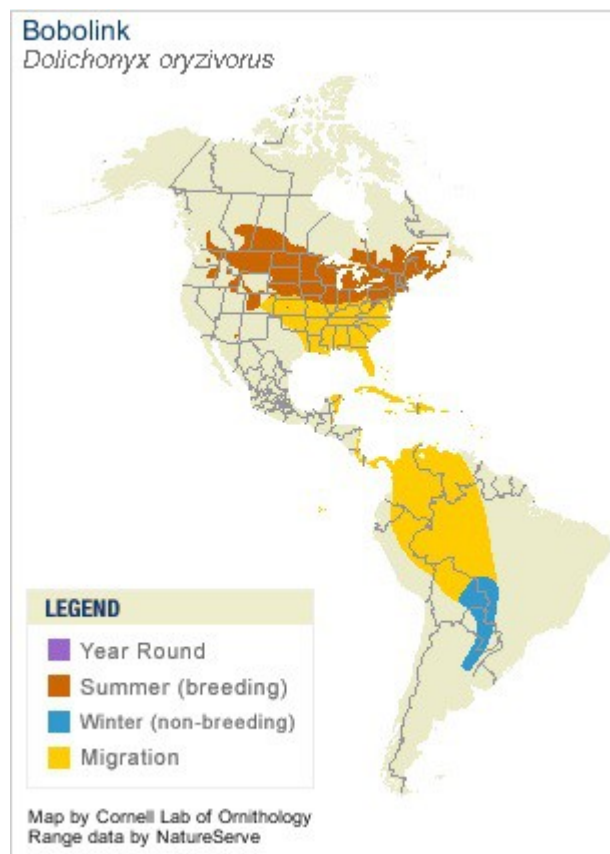 Bobolink
Dolichonyx oryzivorus
LEGEND
Year Round
Summer (breeding)
Winter (non-breeding)
Migration
Map by Cornell Lab of Ornithology
Range data by NatureServe